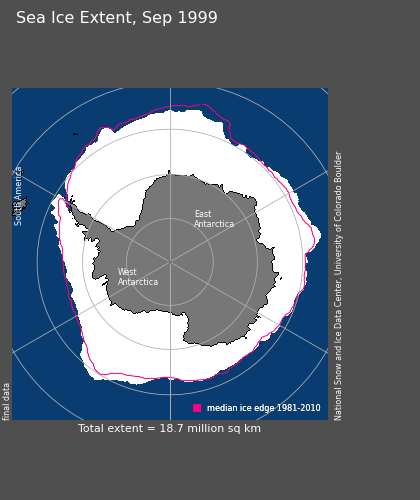 Sea Ice Extent, Sep 1999
South America
East
Antarctica
West
Antarctica
National Snow and Ice Data Center, University of Colorado Boulder
final data
median ice edge 1981-2010
Total extent = 18.7 million sq km